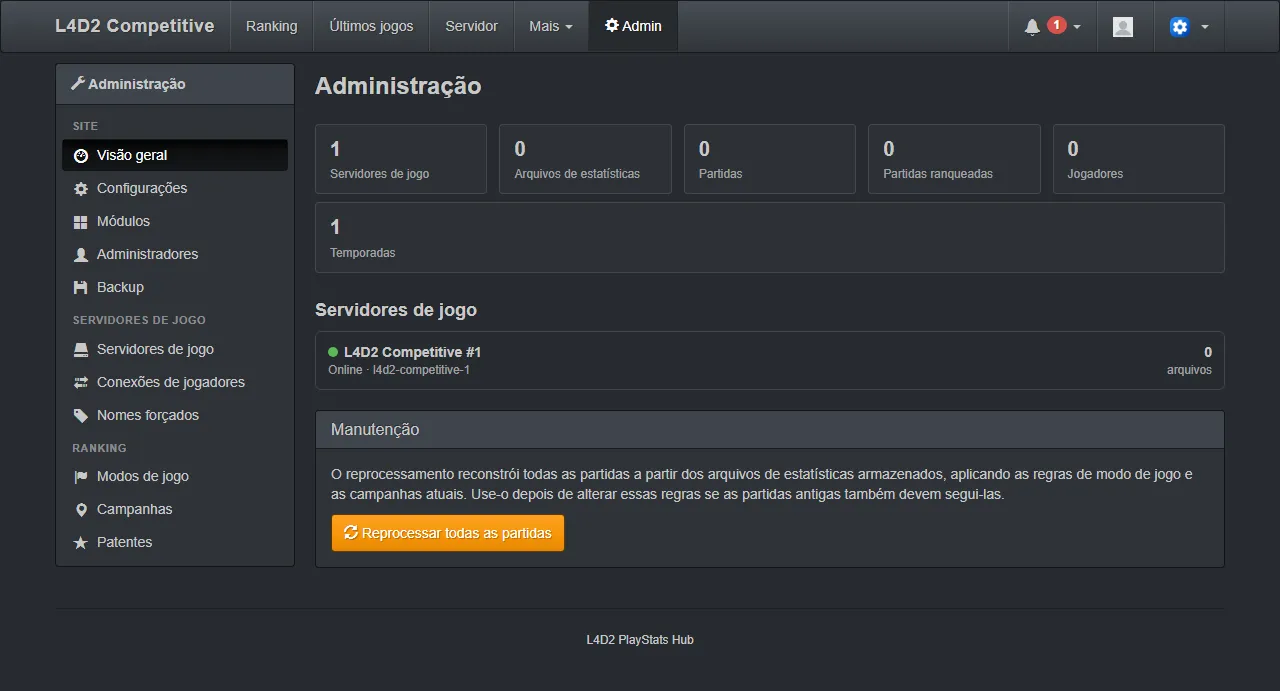 L4D2 Competitive Ranking Últimos jogos Servidor Mais Admin 1
Administração
SITE
Visão geral
Configurações
Módulos
Administradores
Backup
SERVIDORES DE JOGO
Servidores de jogo
Conexões de jogadores
Nomes forçados
RANKING
Modos de jogo
Campanhas
Patentes
Administração
1
Servidores de jogo
0
Arquivos de estatísticas
0
Partidas
0
Partidas ranqueadas
0
Jogadores
1
Temporadas
Servidores de jogo
L4D2 Competitive #1
Online · l4d2-competitive-1
0
arquivos
Manutenção
O reprocessamento reconstrói todas as partidas a partir dos arquivos de estatísticas armazenados, aplicando as regras de modo de jogo e
as campanhas atuais. Use-o depois de alterar essas regras se as partidas antigas também devem segui-las.
Reprocessar todas as partidas
L4D2 PlayStats Hub